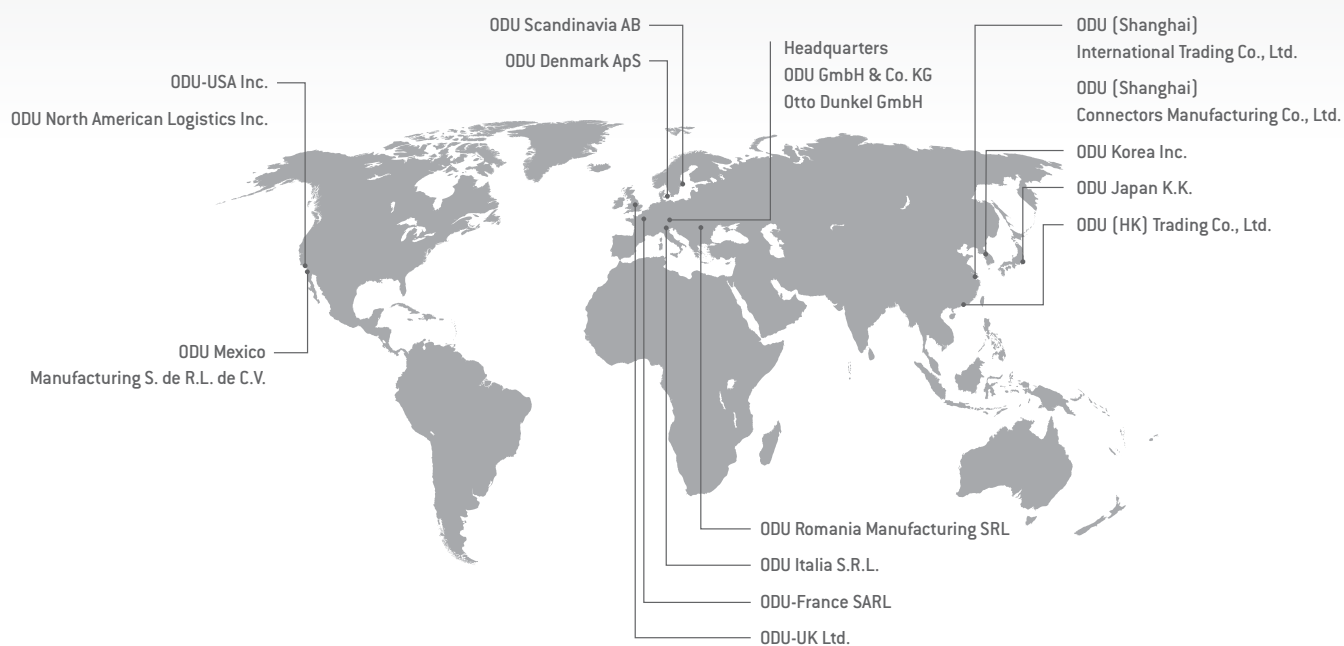 ODU Scandinavia AB
ODU Denmark ApS
Headquarters
ODU GmbH & Co. KG
Otto Dunkel GmbH
ODU (Shanghai)
International Trading Co., Ltd.
ODU (Shanghai)
Connectors Manufacturing Co., Ltd.
ODU Korea Inc.
ODU Japan K.K.
ODU (HK) Trading Co., Ltd.
ODU-USA Inc.
ODU North American Logistics Inc.
ODU Mexico
Manufacturing S. de R.L. de C.V.
ODU Romania Manufacturing SRL
ODU Italia S.R.L.
ODU-France SARL
ODU-UK Ltd.